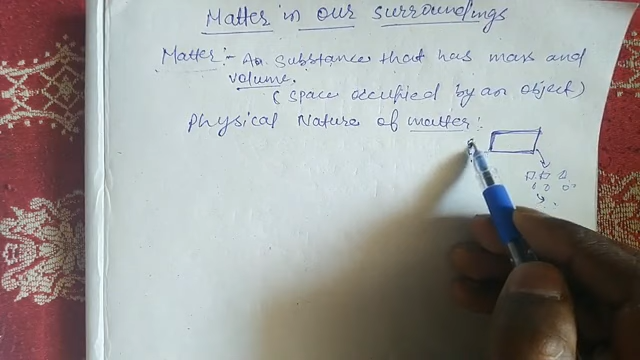 Matter in our surroundings
Matter :- An Substance that has mass and
volume.
( Space occupied by an object)
Physical Nature of matter :